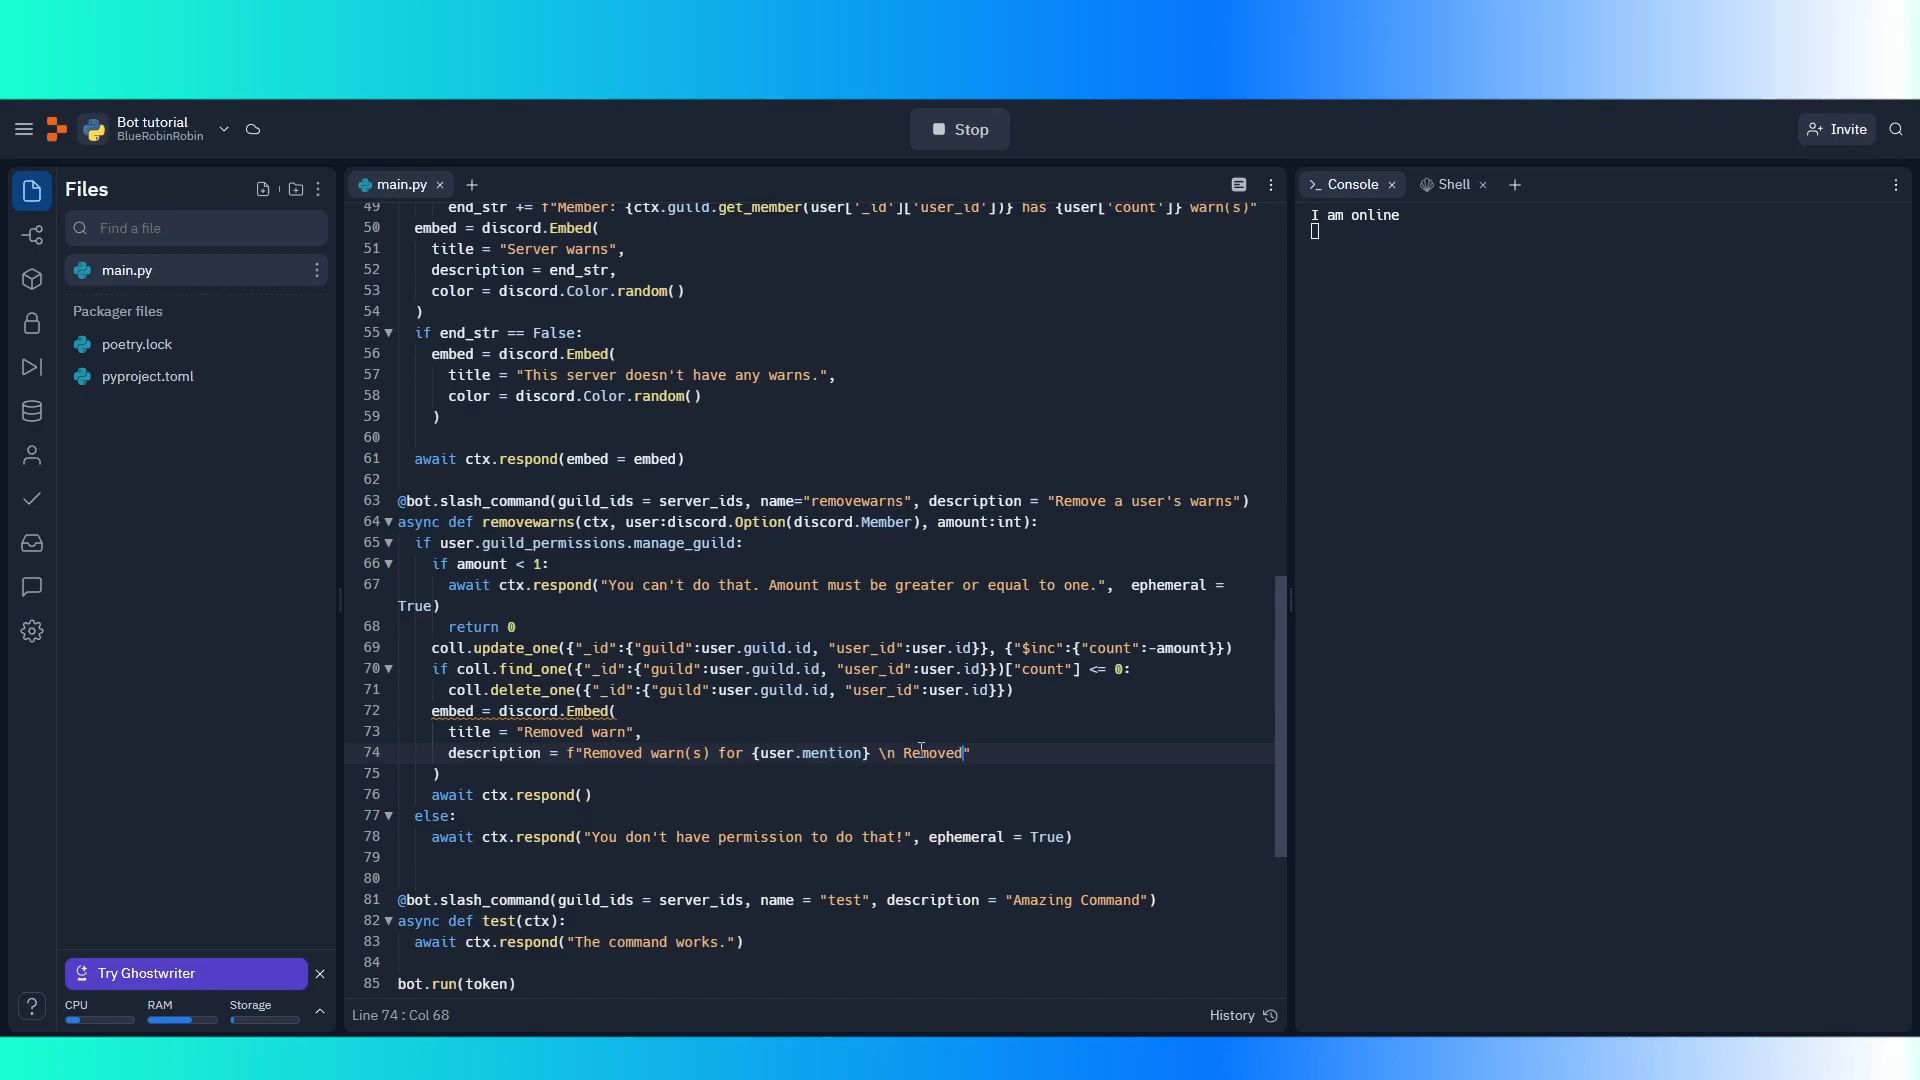 Bot tutorial
BlueRobinRobin
Stop
Invite
Files
Find a file
main.py
Packager files
poetry.lock
pyproject.toml
Try Ghostwriter
CPU RAM Storage
main.py
49 end_str += f"Member: {ctx.guild.get_member(user['_id']['user_id'])} has {user['count']} warn(s)"
50 embed = discord.Embed(
51 title = "Server warns",
52 description = end_str,
53 color = discord.Color.random()
54 )
55 if end_str == False:
56 embed = discord.Embed(
57 title = "This server doesn't have any warns.",
58 color = discord.Color.random()
59 )
60
61 await ctx.respond(embed = embed)
62
63 @bot.slash_command(guild_ids = server_ids, name="removewarns", description = "Remove a user's warns")
64 async def removewarns(ctx, user:discord.Option(discord.Member), amount:int):
65 if user.guild_permissions.manage_guild:
66 if amount < 1:
67 await ctx.respond("You can't do that. Amount must be greater or equal to one.", ephemeral =
True)
68 return 0
69 coll.update_one({"_id":{"guild":user.guild.id, "user_id":user.id}}, {"$inc":{"count":-amount}})
70 if coll.find_one({"_id":{"guild":user.guild.id, "user_id":user.id}})["count"] <= 0:
71 coll.delete_one({"_id":{"guild":user.guild.id, "user_id":user.id}})
72 embed = discord.Embed(
73 title = "Removed warn",
74 description = f"Removed warn(s) for {user.mention} \n Removed"
75 )
76 await ctx.respond()
77 else:
78 await ctx.respond("You don't have permission to do that!", ephemeral = True)
79
80
81 @bot.slash_command(guild_ids = server_ids, name = "test", description = "Amazing Command")
82 async def test(ctx):
83 await ctx.respond("The command works.")
84
85 bot.run(token)
Line 74 : Col 68
History
Console
Shell
I am online